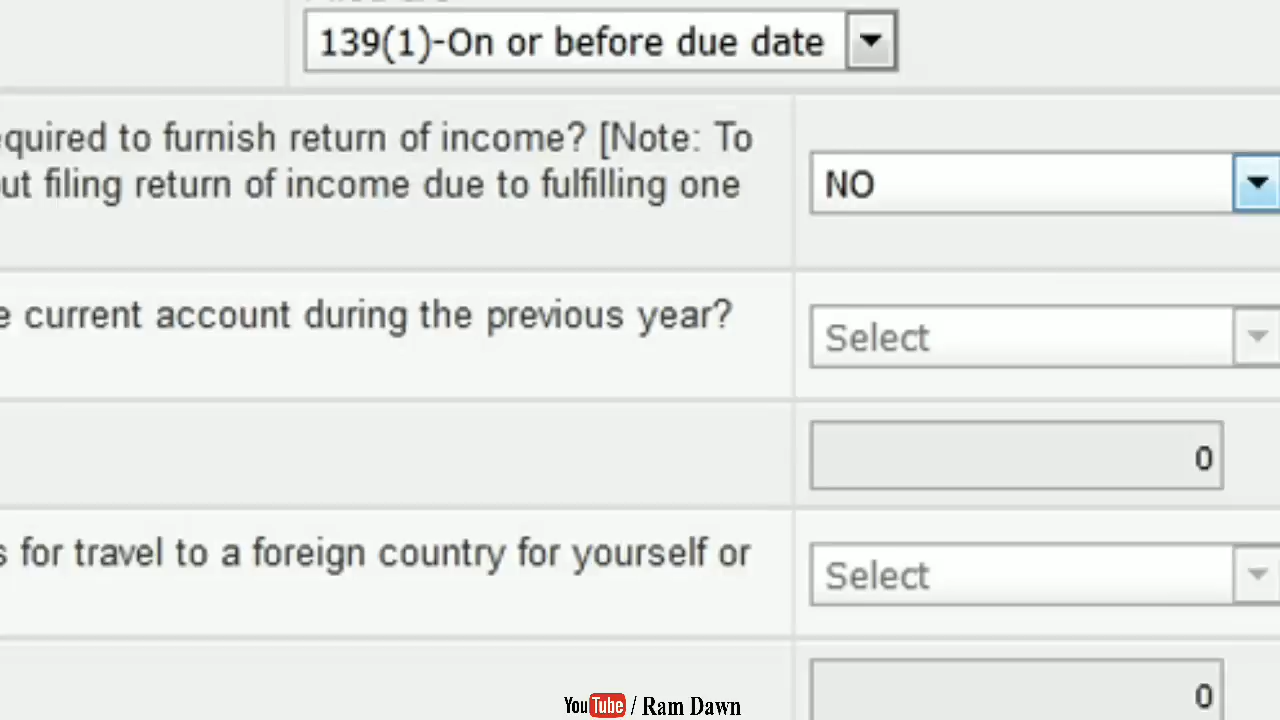 139(1)-On or before due date
equired to furnish return of income? [Note: To
ut filing return of income due to fulfilling one
NO
e current account during the previous year?
Select
0
s for travel to a foreign country for yourself or
Select
0
YouTube / Ram Dawn